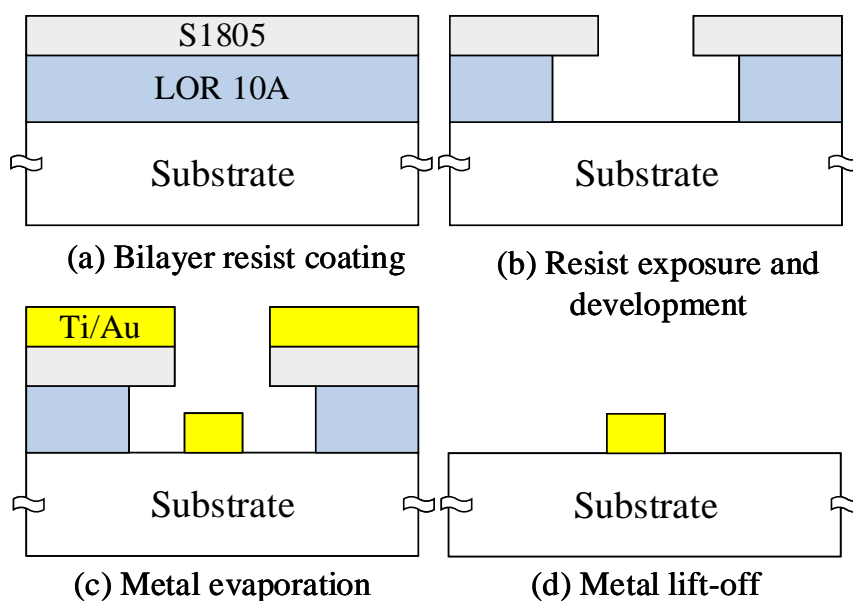 S1805
LOR 10A
Substrate
(a) Bilayer resist coating
(b) Resist exposure and
development
Ti/Au
Substrate
(c) Metal evaporation
Substrate
(d) Metal lift-off